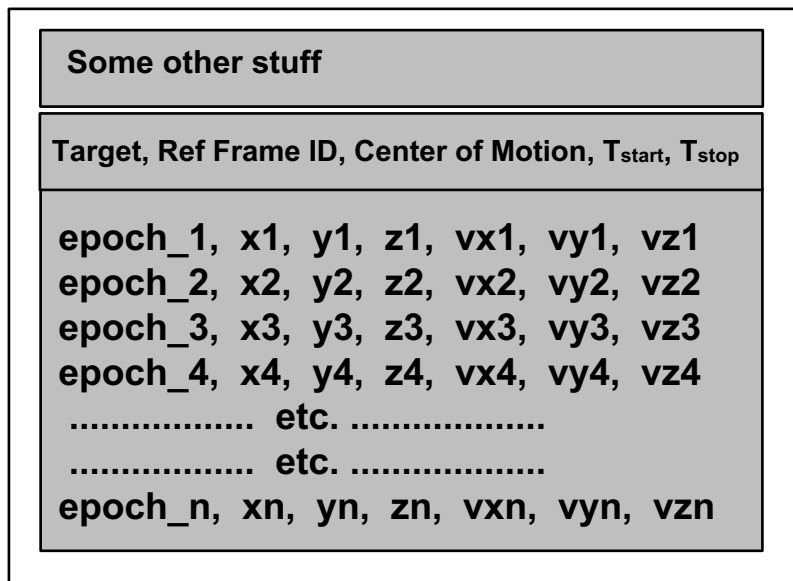 Some other stuff
Target, Ref Frame ID, Center of Motion, Tstart, Tstop
epoch_1, x1, y1, z1, vx1, vy1, vz1
epoch_2, x2, y2, z2, vx2, vy2, vz2
epoch_3, x3, y3, z3, vx3, vy3, vz3
epoch_4, x4, y4, z4, vx4, vy4, vz4
.................. etc. ...................
.................. etc. ...................
epoch_n, xn, yn, zn, vxn, vyn, vzn